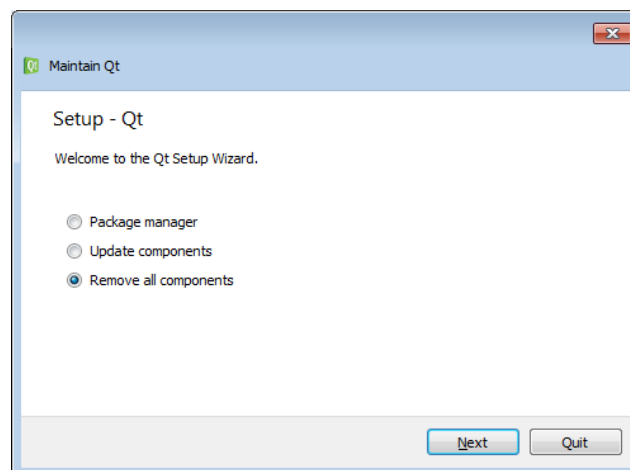 Maintain Qt
Setup - Qt
Welcome to the Qt Setup Wizard.
Package manager
Update components
Remove all components
Next
Quit